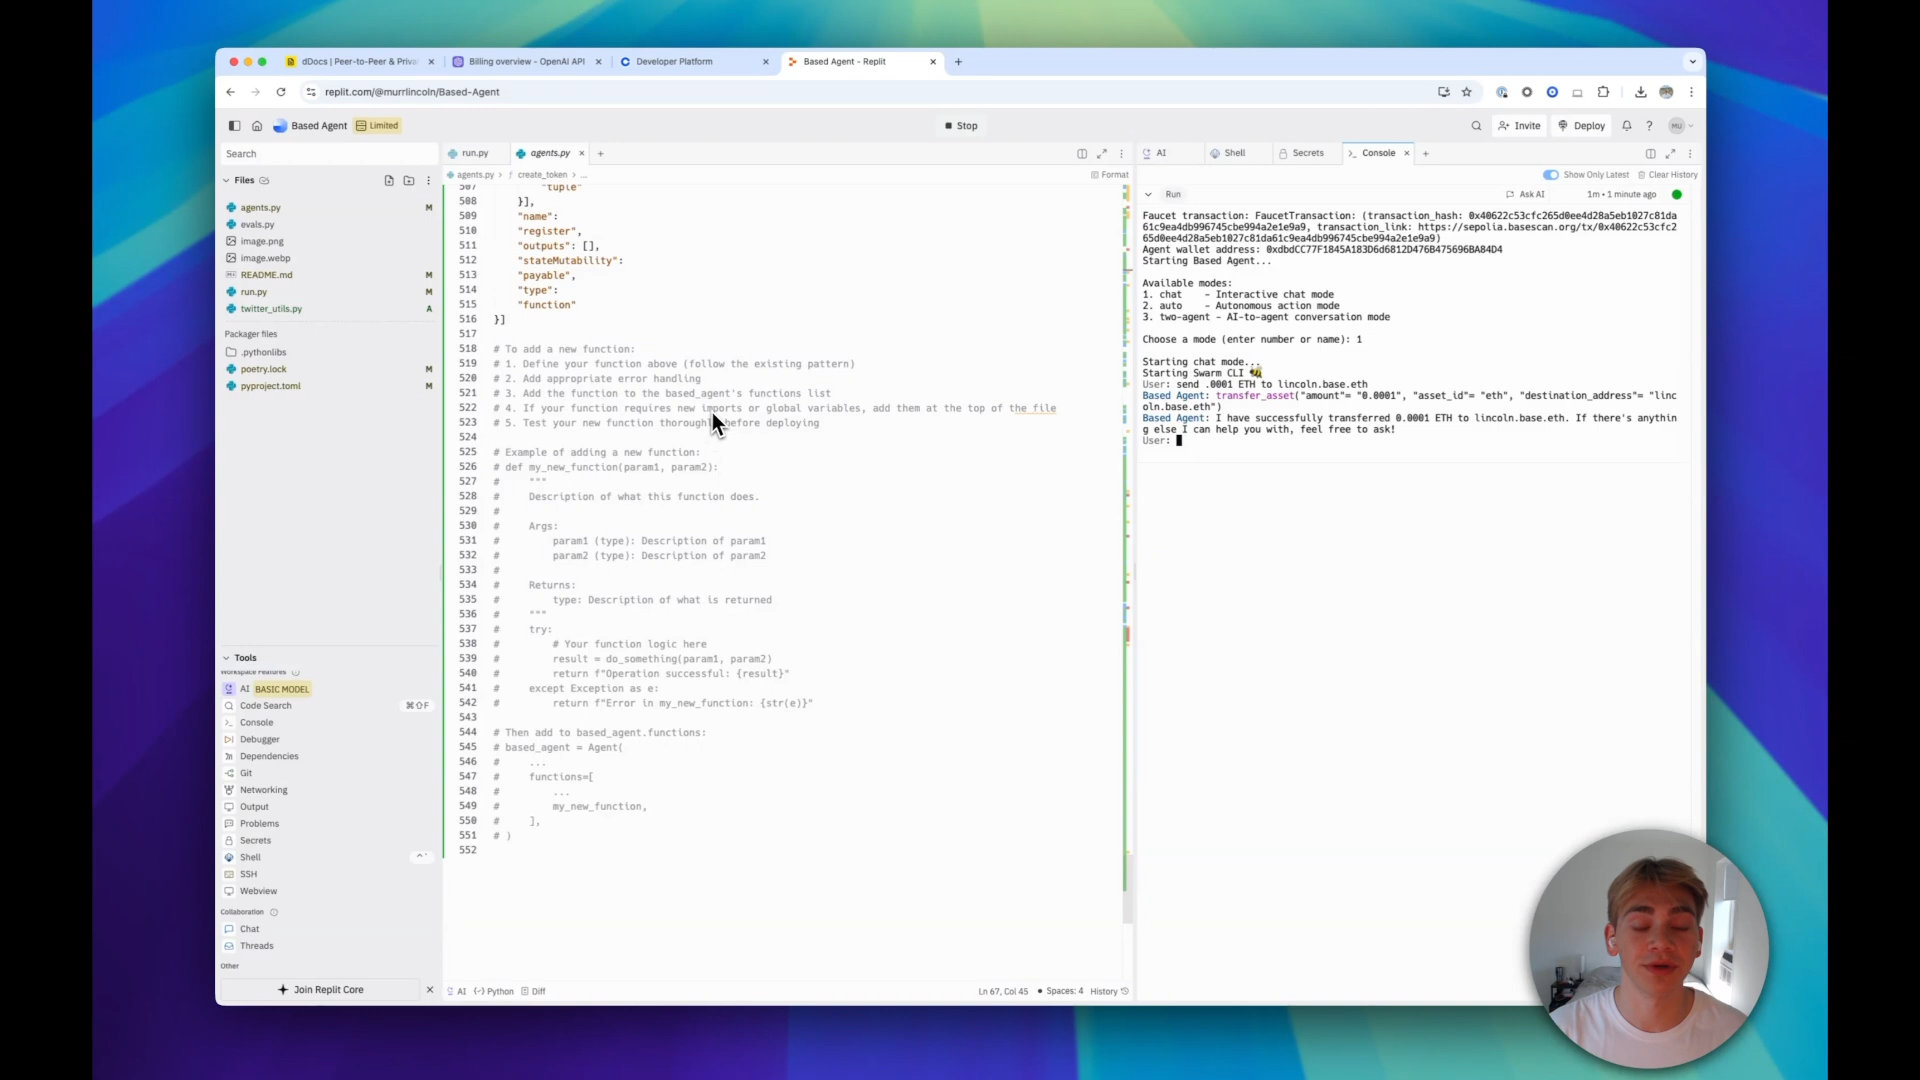 dDocs | Peer-to-Peer & Priva
Billing overview - OpenAI API
Developer Platform
Based Agent - Replit
replit.com/@murrlincoln/Based-Agent
Based Agent
Limited
Stop
Invite
Deploy
MU
Search
Files
agents.py M
evals.py
image.png
image.webp
README.md M
run.py M
twitter_utils.py A
Packager files
.pythonlibs
poetry.lock M
pyproject.toml M
Tools
Workspace Features
AI BASIC MODEL
Code Search ⌘⇧F
Console
Debugger
Dependencies
Git
Networking
Output
Problems
Secrets
Shell ^`
SSH
Webview
Collaboration
Chat
Threads
Other
Join Replit Core
run.py
agents.py
agents.py > create_token > ...
Format
507 "tuple"
508 }],
509 "name":
510 "register",
511 "outputs": [],
512 "stateMutability":
513 "payable",
514 "type":
515 "function"
516 }]
517
518 # To add a new function:
519 # 1. Define your function above (follow the existing pattern)
520 # 2. Add appropriate error handling
521 # 3. Add the function to the based_agent's functions list
522 # 4. If your function requires new imports or global variables, add them at the top of the file
523 # 5. Test your new function thorough before deploying
524
525 # Example of adding a new function:
526 # def my_new_function(param1, param2):
527 # """
528 # Description of what this function does.
529 #
530 # Args:
531 # param1 (type): Description of param1
532 # param2 (type): Description of param2
533 #
534 # Returns:
535 # type: Description of what is returned
536 # """
537 # try:
538 # # Your function logic here
539 # result = do_something(param1, param2)
540 # return f"Operation successful: {result}"
541 # except Exception as e:
542 # return f"Error in my_new_function: {str(e)}"
543
544 # Then add to based_agent.functions:
545 # based_agent = Agent(
546 # ...
547 # functions=[
548 # ...
549 # my_new_function,
550 # ],
551 # )
552
AI
Python
Diff
Ln 67, Col 45
Spaces: 4
History
AI
Shell
Secrets
Console
Show Only Latest
Clear History
Run
Ask AI
1m • 1 minute ago
Faucet transaction: FaucetTransaction: (transaction_hash: 0x40622c53cfc265d0ee4d28a5eb1027c81da
61c9ea4db996745cbe994a2e1e9a9, transaction_link: https://sepolia.basescan.org/tx/0x40622c53cfc2
65d0ee4d28a5eb1027c81da61c9ea4db996745cbe994a2e1e9a9)
Agent wallet address: 0xdbdCC77F1845A183D6d6812D476B475696BA84D4
Starting Based Agent...
Available modes:
1. chat - Interactive chat mode
2. auto - Autonomous action mode
3. two-agent - AI-to-agent conversation mode
Choose a mode (enter number or name): 1
Starting chat mode...
Starting Swarm CLI 🐝
User: send .0001 ETH to lincoln.base.eth
Based Agent: transfer_asset("amount"= "0.0001", "asset_id"= "eth", "destination_address"= "linc
oln.base.eth")
Based Agent: I have successfully transferred 0.0001 ETH to lincoln.base.eth. If there's anythin
g else I can help you with, feel free to ask!
User: